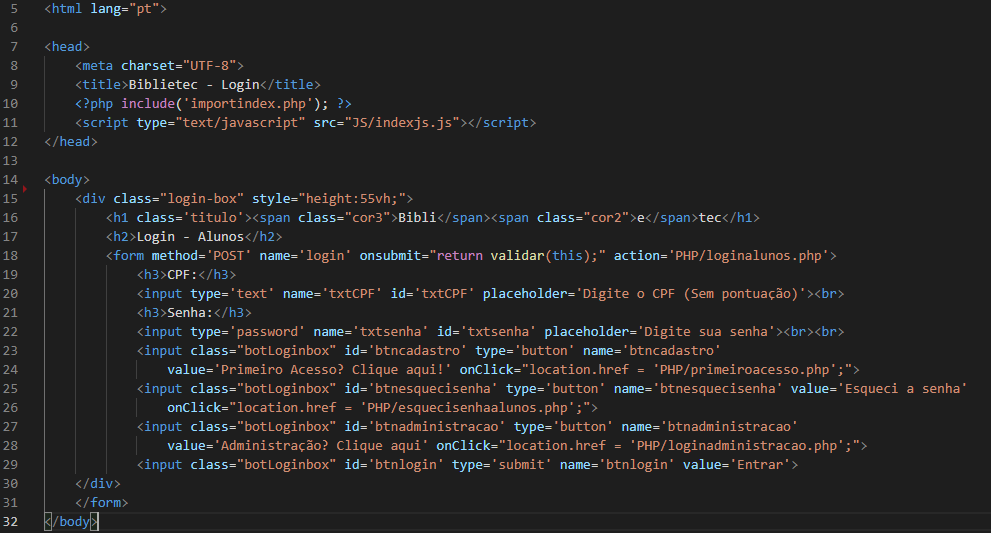 5 <html lang="pt">
6
7 <head>
8 <meta charset="UTF-8">
9 <title>Biblietec - Login</title>
10 <?php include('importindex.php'); ?>
11 <script type="text/javascript" src="JS/indexjs.js"></script>
12 </head>
13
14 <body>
15 <div class="login-box" style="height:55vh;">
16 <h1 class='titulo'><span class="cor3">Bibli</span><span class="cor2">e</span>tec</h1>
17 <h2>Login - Alunos</h2>
18 <form method='POST' name='login' onsubmit="return validar(this);" action='PHP/loginalunos.php'>
19 <h3>CPF:</h3>
20 <input type='text' name='txtCPF' id='txtCPF' placeholder='Digite o CPF (Sem pontuação)'><br>
21 <h3>Senha:</h3>
22 <input type='password' name='txtsenha' id='txtsenha' placeholder='Digite sua senha'><br><br>
23 <input class="botLoginbox" id='btncadastro' type='button' name='btncadastro'
24 value='Primeiro Acesso? Clique aqui!' onClick="location.href = 'PHP/primeiroacesso.php';">
25 <input class="botLoginbox" id='btnesquecisenha' type='button' name='btnesquecisenha' value='Esqueci a senha'
26 onClick="location.href = 'PHP/esquecisenhaalunos.php';">
27 <input class="botLoginbox" id='btnadministracao' type='button' name='btnadministracao'
28 value='Administração? Clique aqui' onClick="location.href = 'PHP/loginadministracao.php';">
29 <input class="botLoginbox" id='btnlogin' type='submit' name='btnlogin' value='Entrar'>
30 </div>
31 </form>
32 </body>